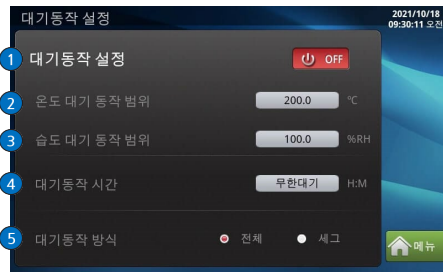 대기동작 설정
2021/10/18
09:30:11 오전
1 대기동작 설정 OFF
2 온도 대기 동작 범위 200.0 ℃
3 습도 대기 동작 범위 100.0 %RH
4 대기동작 시간 무한대기 H:M
5 대기동작 방식 전체 세그
메뉴